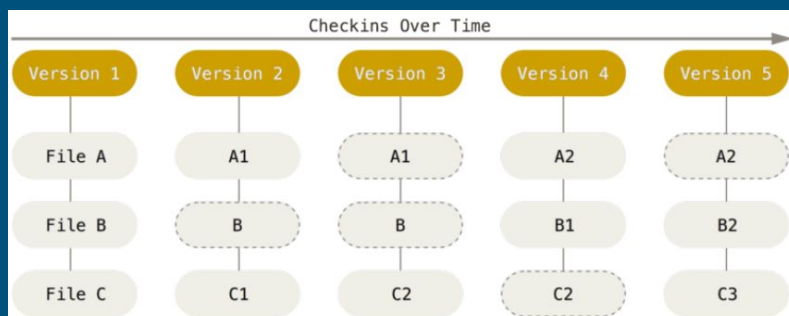 Checkins Over Time
Version 1 Version 2 Version 3 Version 4 Version 5
File A A1 A1 A2 A2
File B B B B1 B2
File C C1 C2 C2 C3